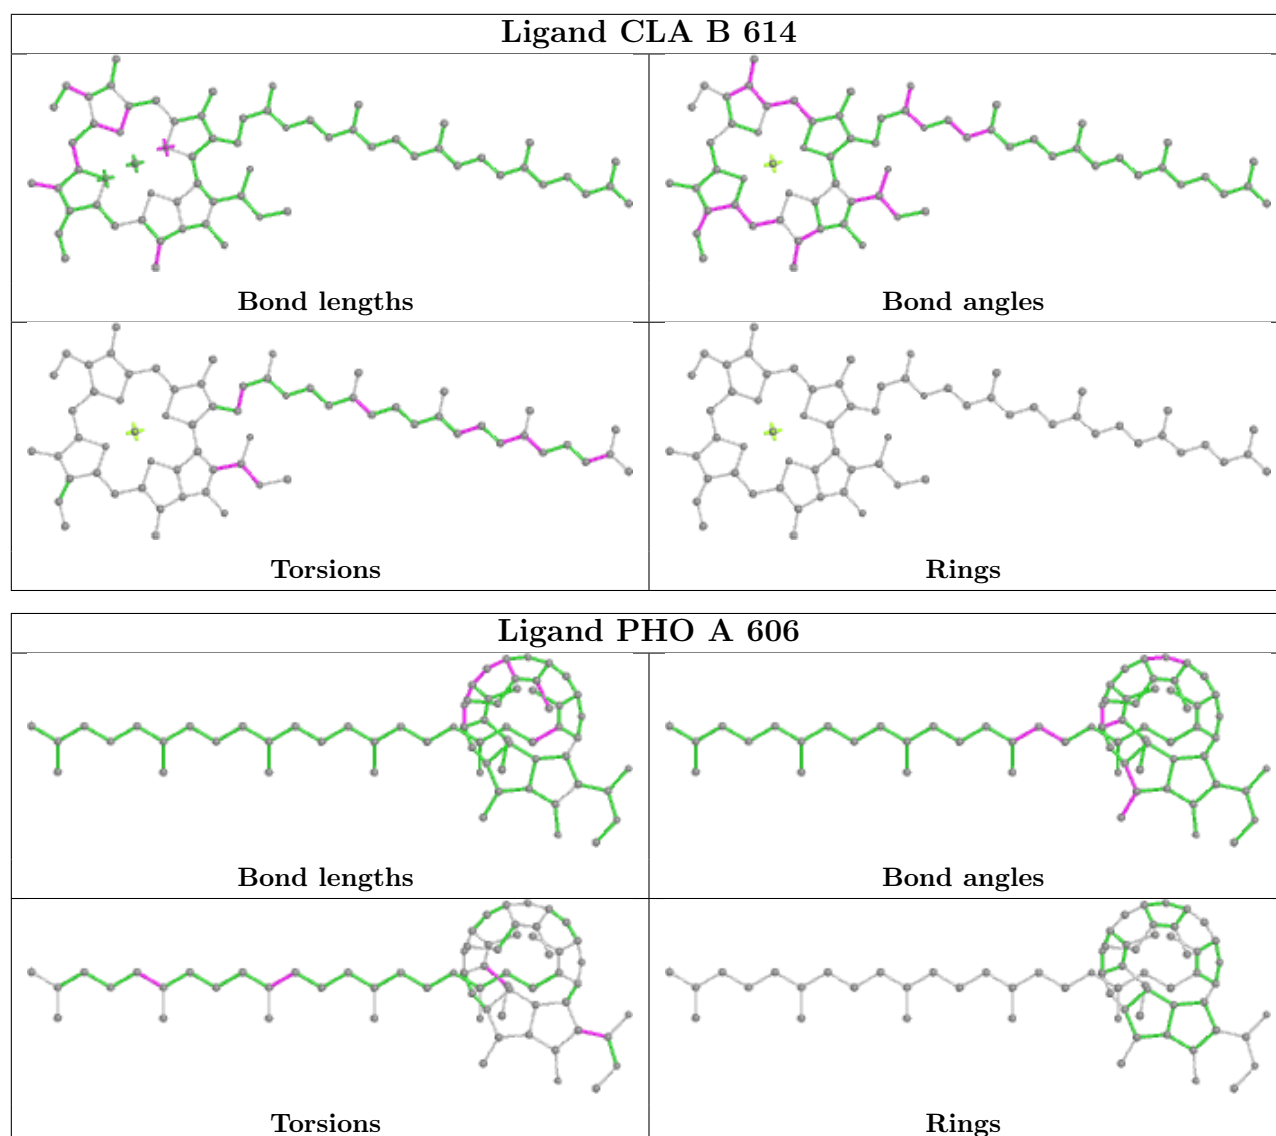 Ligand CLA B 614
Bond lengths
Bond angles
Torsions
Rings
Ligand PHO A 606
Bond lengths
Bond angles
Torsions
Rings